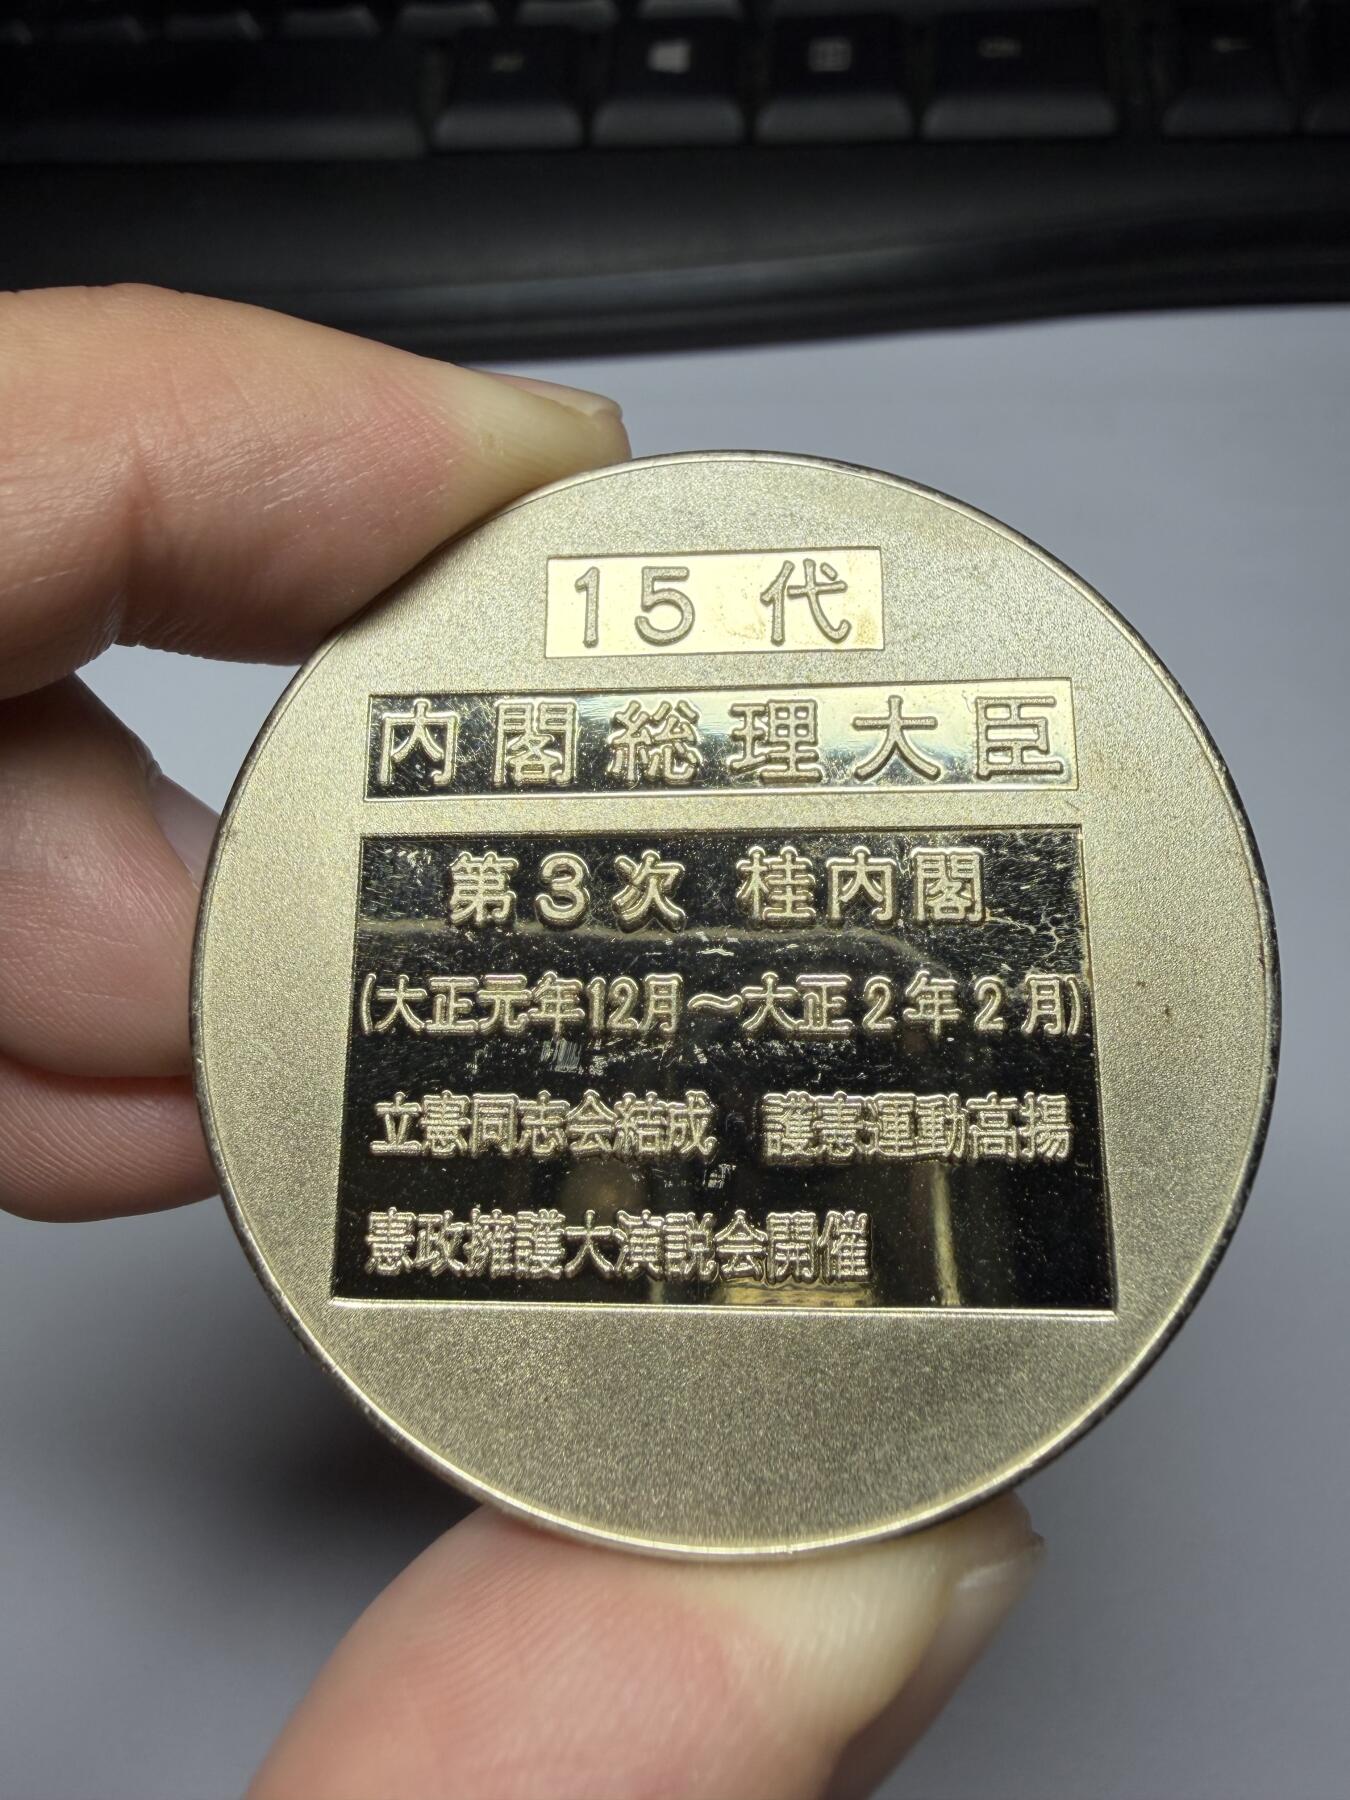 15 代
内閣総理大臣
第3次 桂内閣
(大正元年12月～大正2年2月)
立憲同志会結成 護憲運動高揚
憲政擁護大演説会開催